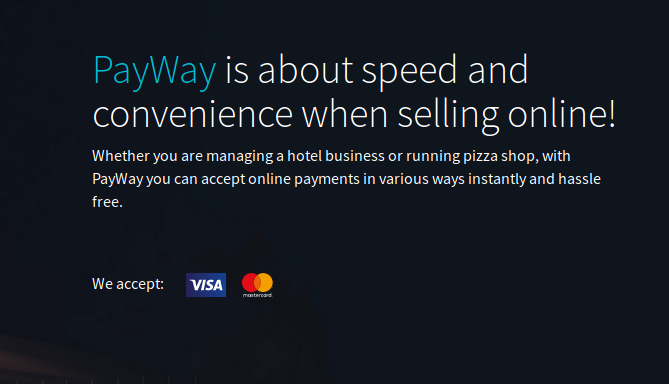 PayWay is about speed and
convenience when selling online!
Whether you are managing a hotel business or running pizza shop, with
PayWay you can accept online payments in various ways instantly and hassle
free.
We accept: VISA mastercard.